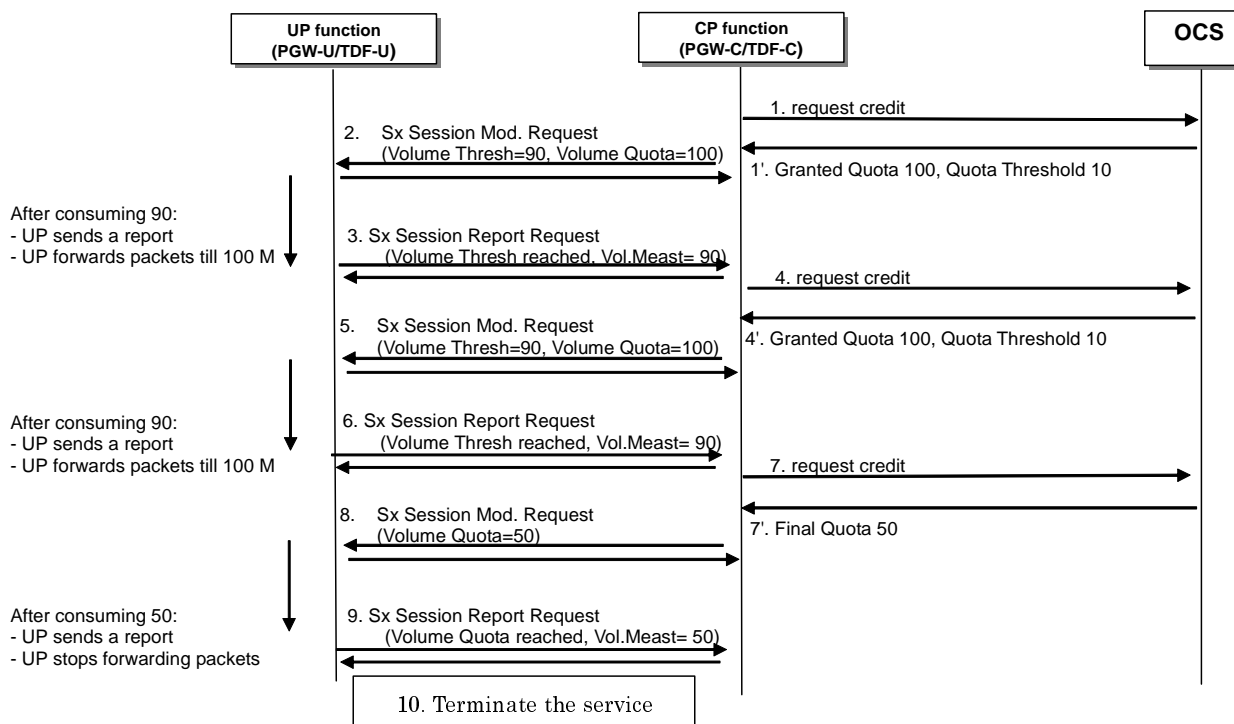 UP function
(PGW-U/TDF-U)
CP function
(PGW-C/TDF-C)
OCS
1. request credit
2. Sx Session Mod. Request
(Volume Thresh=90, Volume Quota=100)
1'. Granted Quota 100, Quota Threshold 10
After consuming 90:
- UP sends a report
- UP forwards packets till 100 M
3. Sx Session Report Request
(Volume Thresh reached, Vol.Meast= 90)
4. request credit
5. Sx Session Mod. Request
(Volume Thresh=90, Volume Quota=100)
4'. Granted Quota 100, Quota Threshold 10
After consuming 90:
- UP sends a report
- UP forwards packets till 100 M
6. Sx Session Report Request
(Volume Thresh reached, Vol.Meast= 90)
7. request credit
8. Sx Session Mod. Request
(Volume Quota=50)
7'. Final Quota 50
After consuming 50:
- UP sends a report
- UP stops forwarding packets
9. Sx Session Report Request
(Volume Quota reached, Vol.Meast= 50)
10. Terminate the service